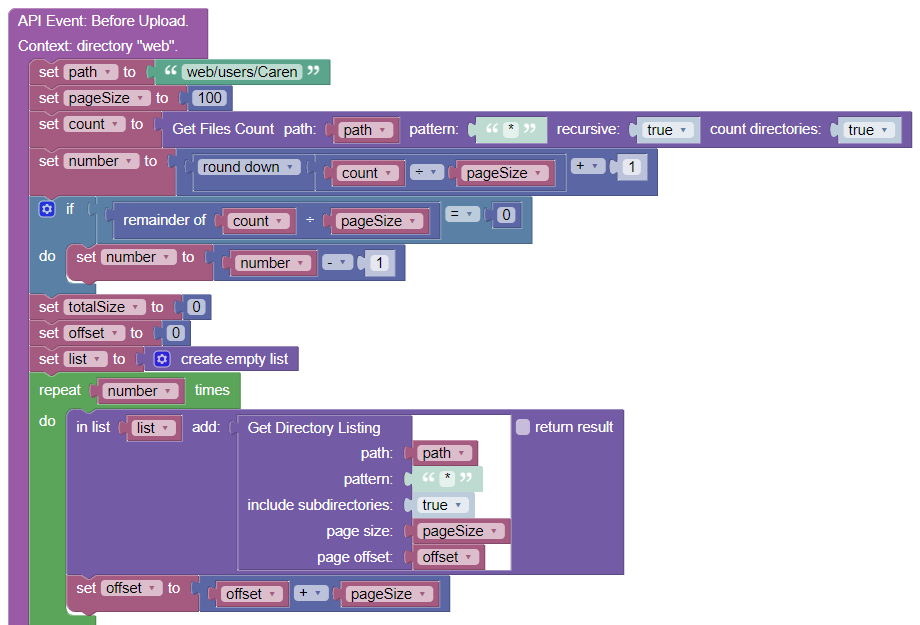 API Event: Before Upload.
Context: directory "web".
set path to “ web/users/Caren ”
set pageSize to 100
set count to Get Files Count path: path pattern: “ * ” recursive: true count directories: true
set number to round down count ÷ pageSize + 1
if remainder of count ÷ pageSize = 0
do set number to number - 1
set totalSize to 0
set offset to 0
set list to create empty list
repeat number times
do in list list add: Get Directory Listing return result
path: path
pattern: “ * ”
include subdirectories: true
page size: pageSize
page offset: offset
set offset to offset + pageSize